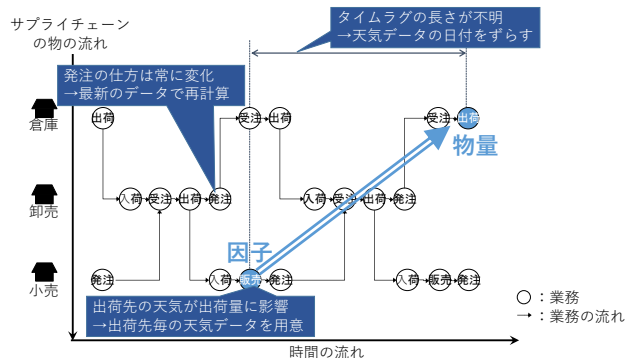 サプライチェーン
の物の流れ
タイムラグの長さが不明
→天気データの日付をずらす
発注の仕方は常に変化
→最新のデータで再計算
倉庫
出荷
受注
出荷
受注
出荷
物量
卸売
入荷
受注
出荷
発注
入荷
受注
出荷
発注
因子
小売
発注
入荷
販売
発注
入荷
販売
発注
出荷先の天気が出荷量に影響
→出荷先毎の天気データを用意
：業務
：業務の流れ
時間の流れ